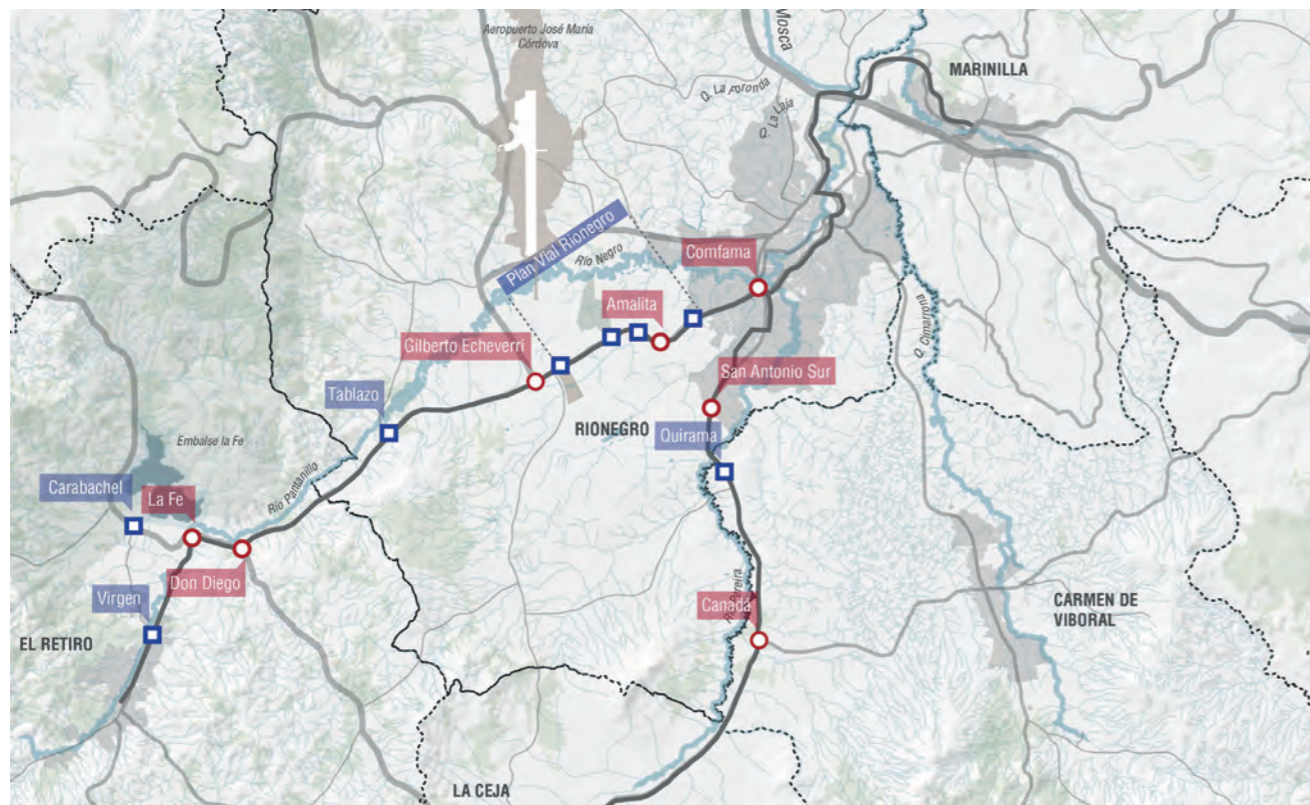 Aeropuerto José María
Córdova
Mosca
MARINILLA
Q. La Foronda
Q. La Laja
Plan Vial Rionegro
Río Negro
Comfama
Amalita
Gilberto Echeverri
Q. Cimarrona
San Antonio Sur
Tablazo
RIONEGRO
Quirama
Embalse la Fe
Río Pantanillo
Carabachel
La Fe
Don Diego
Virgen
Canadá
CARMEN DE
VIBORAL
EL RETIRO
LA CEJA